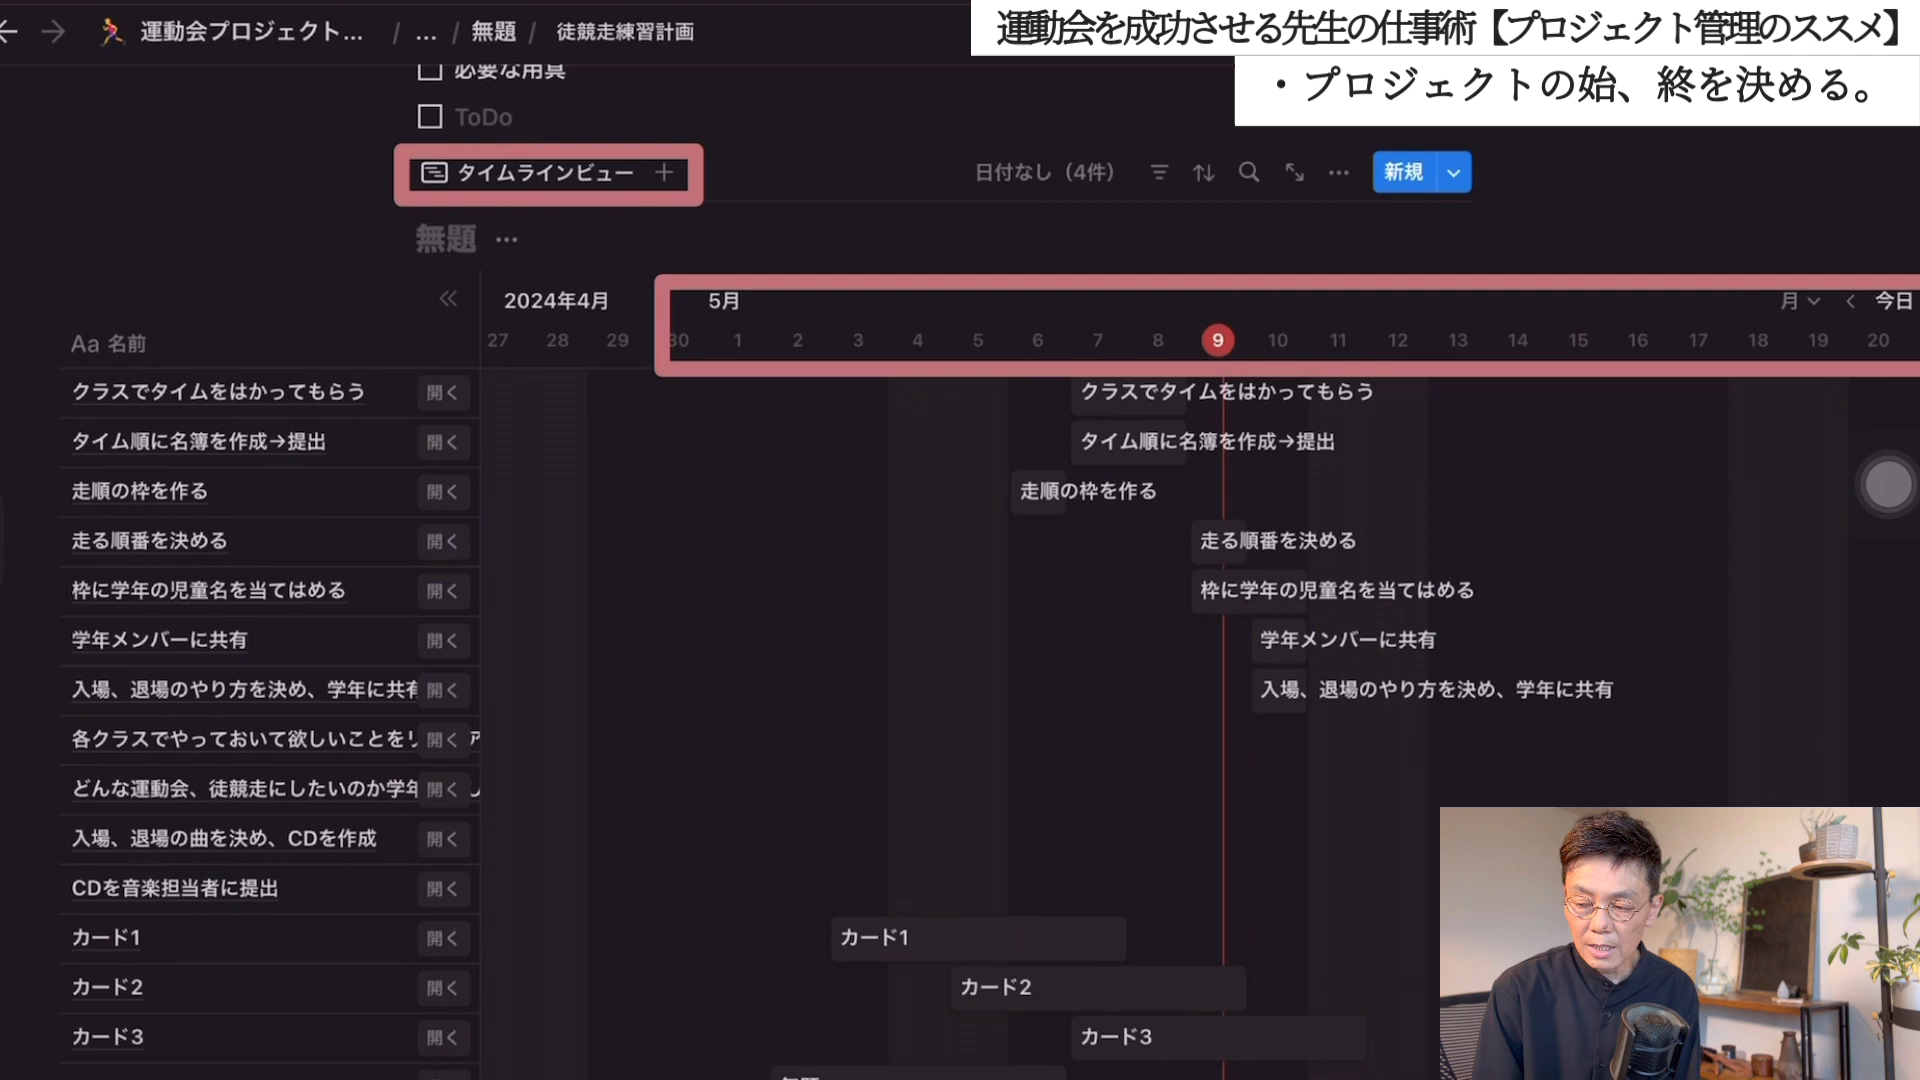 運動会プロジェクト... / ... / 無題 / 徒競走練習計画
運動会を成功させる先生の仕事術【プロジェクト管理のススメ】
・プロジェクトの始、終を決める。
必要な用具
ToDo
タイムラインビュー
日付なし（4件）
新規
無題 ...
2024年4月
5月
月
今日
27 28 29 30 1 2 3 4 5 6 7 8 9 10 11 12 13 14 15 16 17 18 19 20
Aa 名前
クラスでタイムをはかってもらう 開く クラスでタイムをはかってもらう
タイム順に名簿を作成→提出 開く タイム順に名簿を作成→提出
走順の枠を作る 開く 走順の枠を作る
走る順番を決める 開く 走る順番を決める
枠に学年の児童名を当てはめる 開く 枠に学年の児童名を当てはめる
学年メンバーに共有 開く 学年メンバーに共有
入場、退場のやり方を決め、学年に共有 開く 入場、退場のやり方を決め、学年に共有
各クラスでやっておいて欲しいことをリ 開く
どんな運動会、徒競走にしたいのか学年 開く
入場、退場の曲を決め、CDを作成 開く
CDを音楽担当者に提出 開く
カード1 開く カード1
カード2 開く カード2
カード3 開く カード3